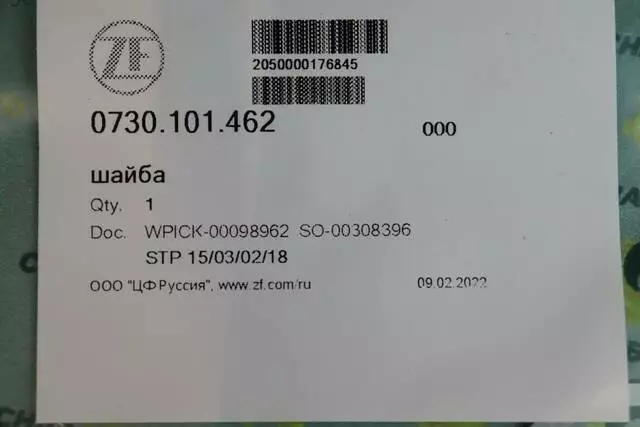 ZF
2050000176845
0730.101.462 000
шайба
Qty. 1
Doc. WPICK-00098962 SO-00308396
STP 15/03/02/18
ООО "ЦФ Руссия", www.zf.com/ru 09.02.2022